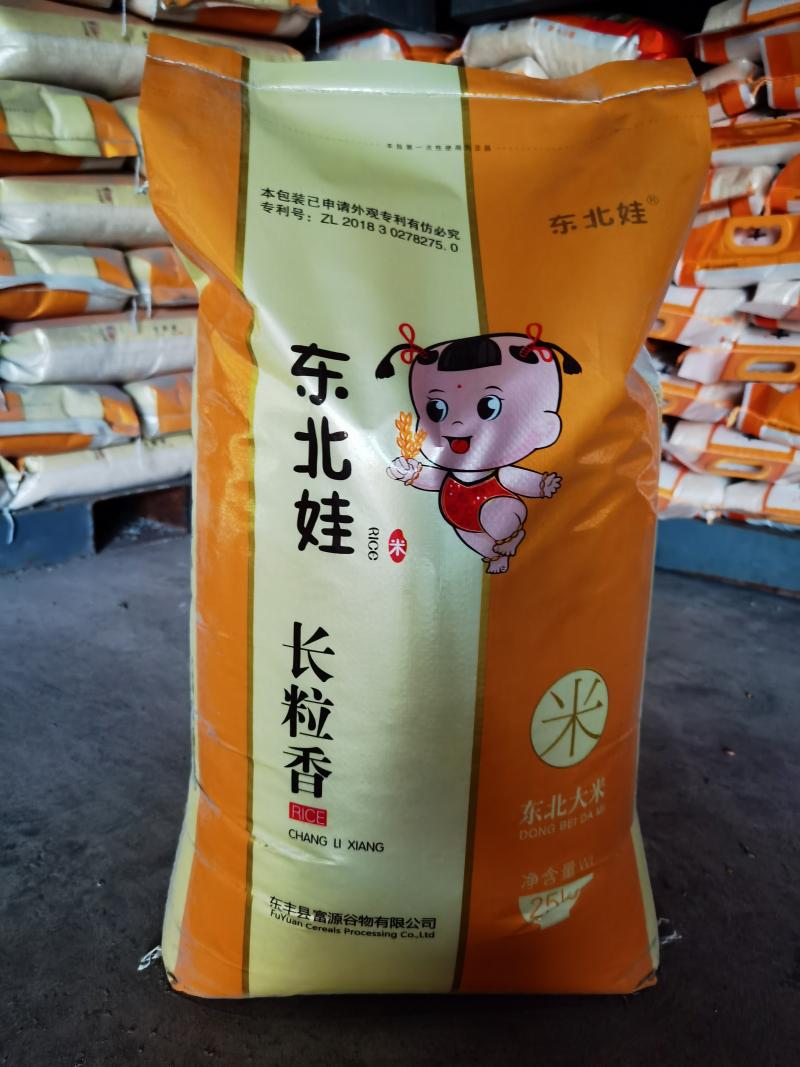 本包装已申请外观专利有仿必究
专利号：ZL 2018 3 0278275.0
东北娃®
东北娃
RICE
米
长粒香
RICE
CHANG LI XIANG
米
东北大米
DONG BEI DA MI
净含量
25k
东丰县富源谷物有限公司
FuYuan Cereals Processing Co.,Ltd